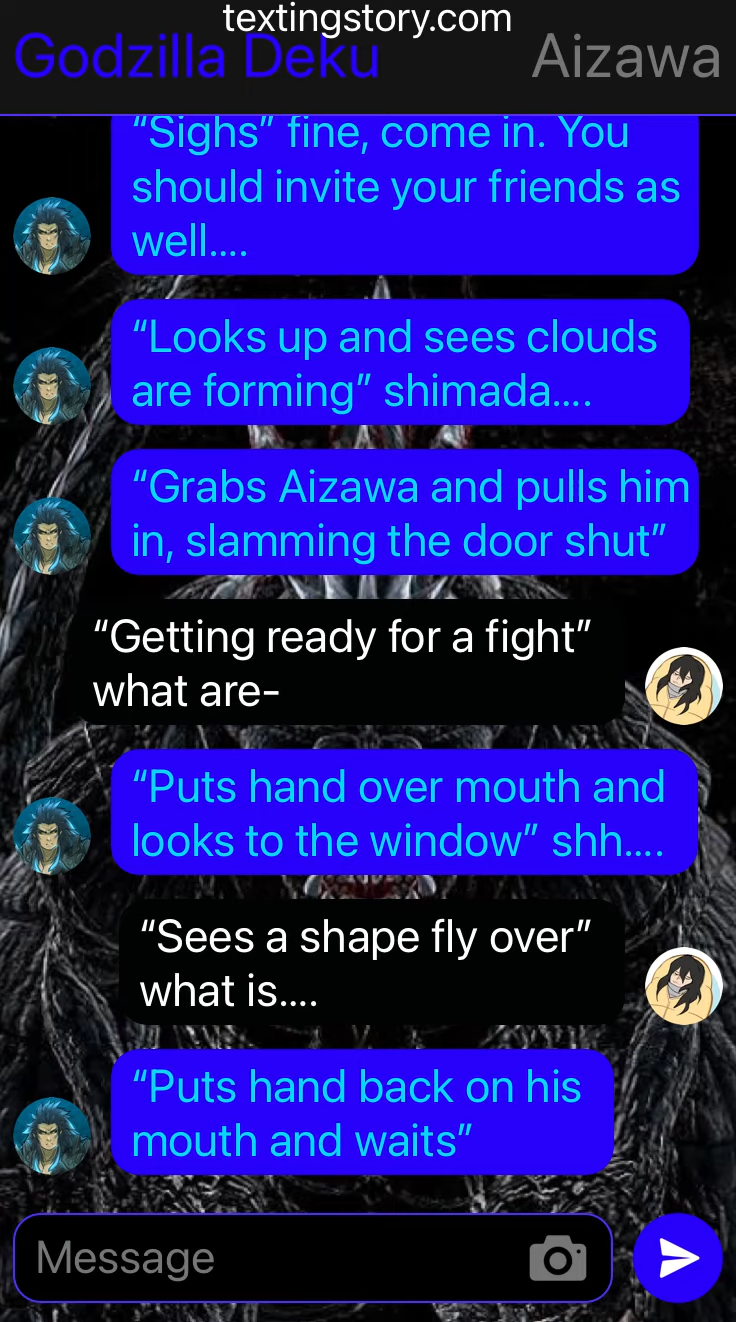 textingstory.com
Godzilla Deku
Aizawa
“Sighs” fine, come in. You
should invite your friends as
well....
“Looks up and sees clouds
are forming” shimada....
“Grabs Aizawa and pulls him
in, slamming the door shut”
“Getting ready for a fight”
what are-
“Puts hand over mouth and
looks to the window” shh....
“Sees a shape fly over”
what is....
“Puts hand back on his
mouth and waits”
Message